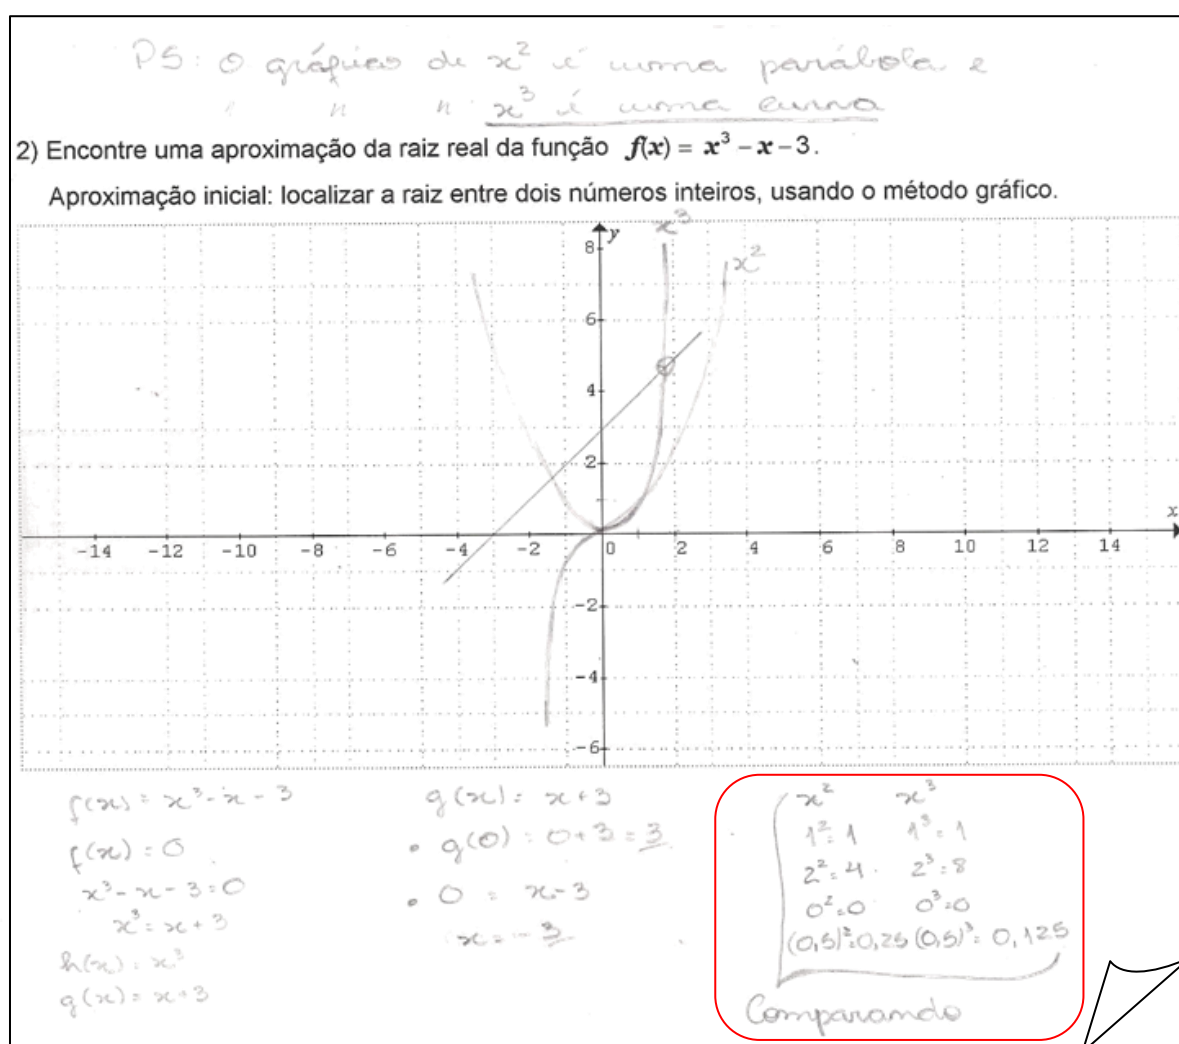 PS: O gráfico de x² é uma parábola e
" " " x³ é uma curva
2) Encontre uma aproximação da raiz real da função f(x) = x³ – x – 3.
Aproximação inicial: localizar a raiz entre dois números inteiros, usando o método gráfico.
x³
y
x²
8
6
4
2
x
-14 -12 -10 -8 -6 -4 -2 0 2 4 6 8 10 12 14
-2
-4
-6
f(x) = x³ - x - 3
f(x) = 0
x³ - x - 3 = 0
x³ = x + 3
h(x) = x³
g(x) = x + 3
g(x) = x + 3
• g(0) = 0 + 3 = 3
• 0 = x - 3
x = - 3
x² x³
1² = 1 1³ = 1
2² = 4 . 2³ = 8
0² = 0 0³ = 0
(0,5)² = 0,25 (0,5)³ = 0,125
Comparando